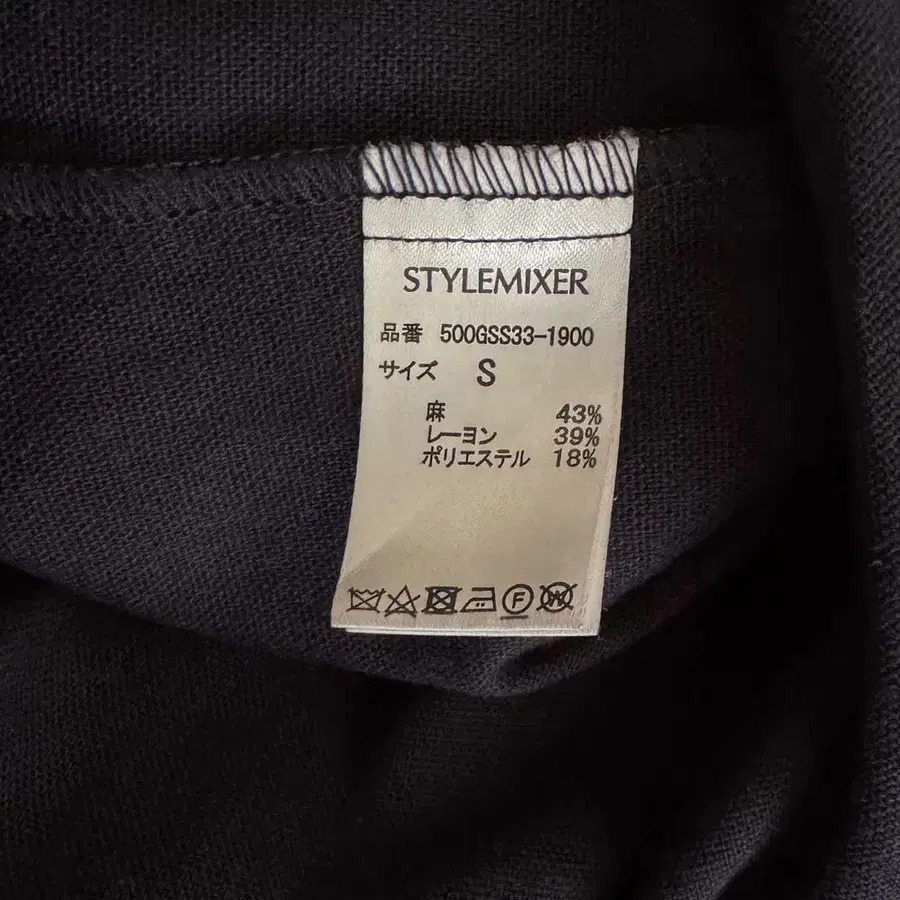 STYLEMIXER
品番 500GSS33-1900
サイズ S
麻 43%
レーヨン 39%
ポリエステル 18%
F W